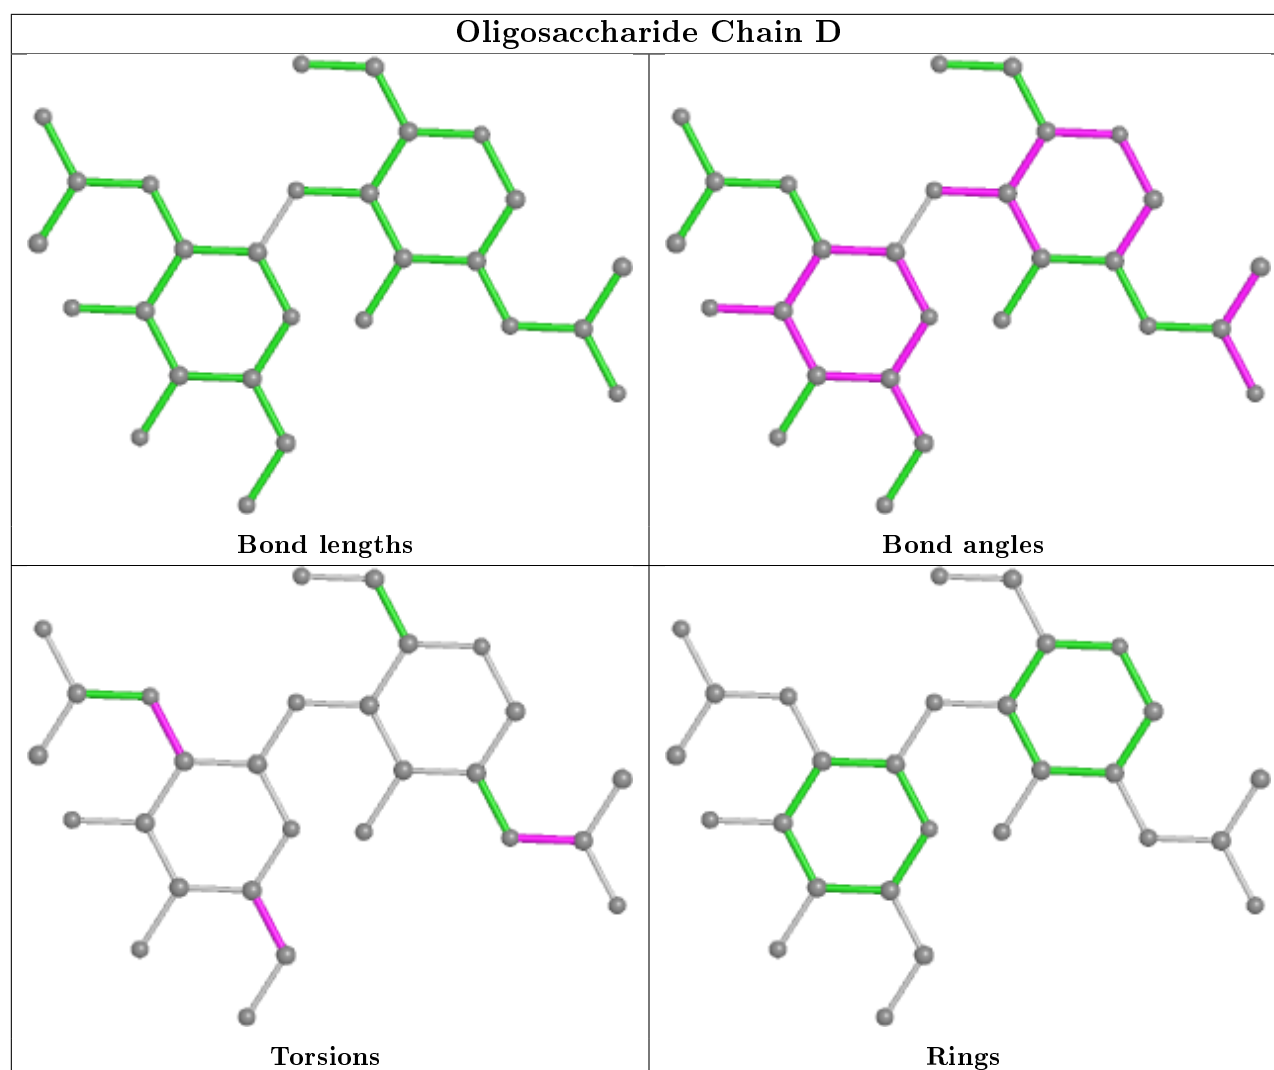 Oligosaccharide Chain D
Bond lengths
Bond angles
Torsions
Rings